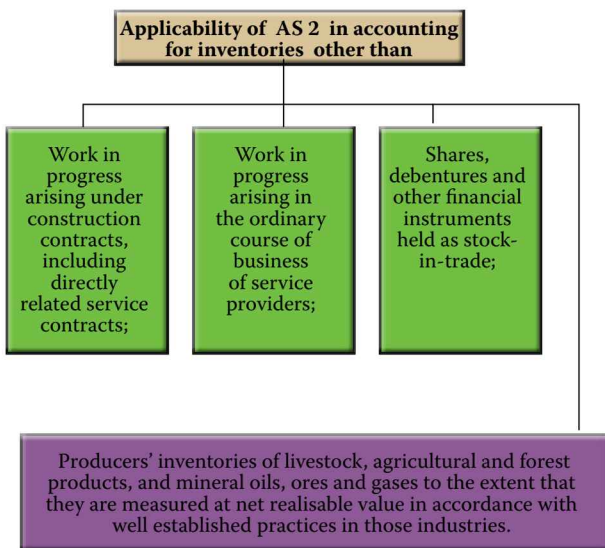 Applicability of AS 2 in accounting
for inventories other than
Work in
progress
arising under
construction
contracts,
including
directly
related service
contracts;
Work in
progress
arising in
the ordinary
course of
business
of service
providers;
Shares,
debentures and
other financial
instruments
held as stock-
in-trade;
Producers' inventories of livestock, agricultural and forest
products, and mineral oils, ores and gases to the extent that
they are measured at net realisable value in accordance with
well established practices in those industries.